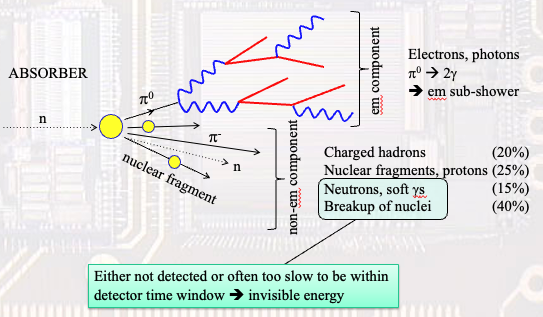 ABSORBER
n
π⁰
π⁻
n
nuclear fragment
em component
non-em component
Electrons, photons
π⁰ ➔ 2γ
➔ em sub-shower
Charged hadrons (20%)
Nuclear fragments, protons (25%)
Neutrons, soft γs (15%)
Breakup of nuclei (40%)
Either not detected or often too slow to be within
detector time window ➔ invisible energy